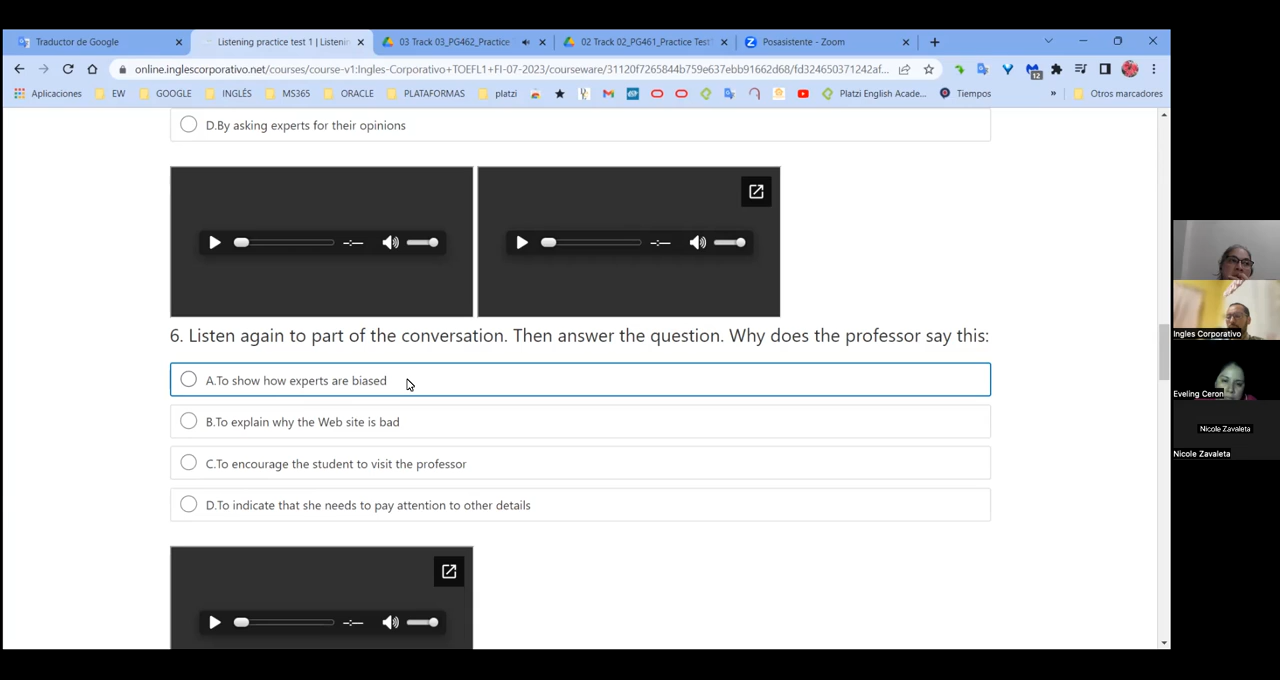 Traductor de Google
Listening practice test 1 | Listenin
03 Track 03_PG462_Practice
02 Track 02_PG461_Practice Test
Posasistente - Zoom
online.inglescorporativo.net/courses/course-v1:Ingles-Corporativo+TOEFL1+FI-07-2023/courseware/31120f7265844b759e637ebb91662d68/fd324650371242af...
12
Aplicaciones
EW
GOOGLE
INGLÉS
MS365
ORACLE
PLATAFORMAS
platzi
Platzi English Acade...
Tiempos
»
Otros marcadores
D.By asking experts for their opinions
-:--
-:--
6. Listen again to part of the conversation. Then answer the question. Why does the professor say this:
A.To show how experts are biased
B.To explain why the Web site is bad
C.To encourage the student to visit the professor
D.To indicate that she needs to pay attention to other details
-:--
Ingles Corporativo
Eveling Ceron
Nicole Zavaleta
Nicole Zavaleta